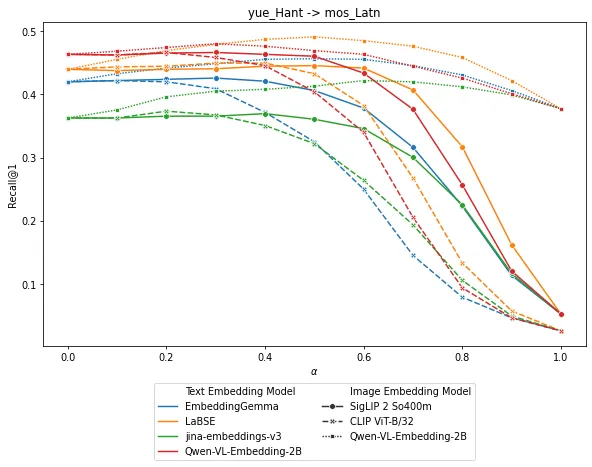 yue_Hant -> mos_Latn
Recall@1
0.5
0.4
0.3
0.2
0.1
0.0
0.2
0.4
0.6
0.8
1.0
α
Text Embedding Model
EmbeddingGemma
LaBSE
jina-embeddings-v3
Qwen-VL-Embedding-2B
Image Embedding Model
SigLIP 2 So400m
CLIP ViT-B/32
Qwen-VL-Embedding-2B